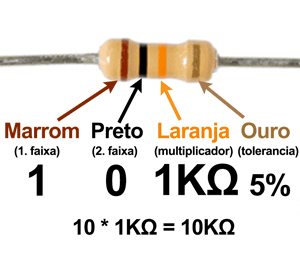 Marrom Preto Laranja Ouro
(1. faixa) (2. faixa) (multiplicador) (tolerancia)
1 0 1KΩ 5%
10 * 1KΩ = 10KΩ